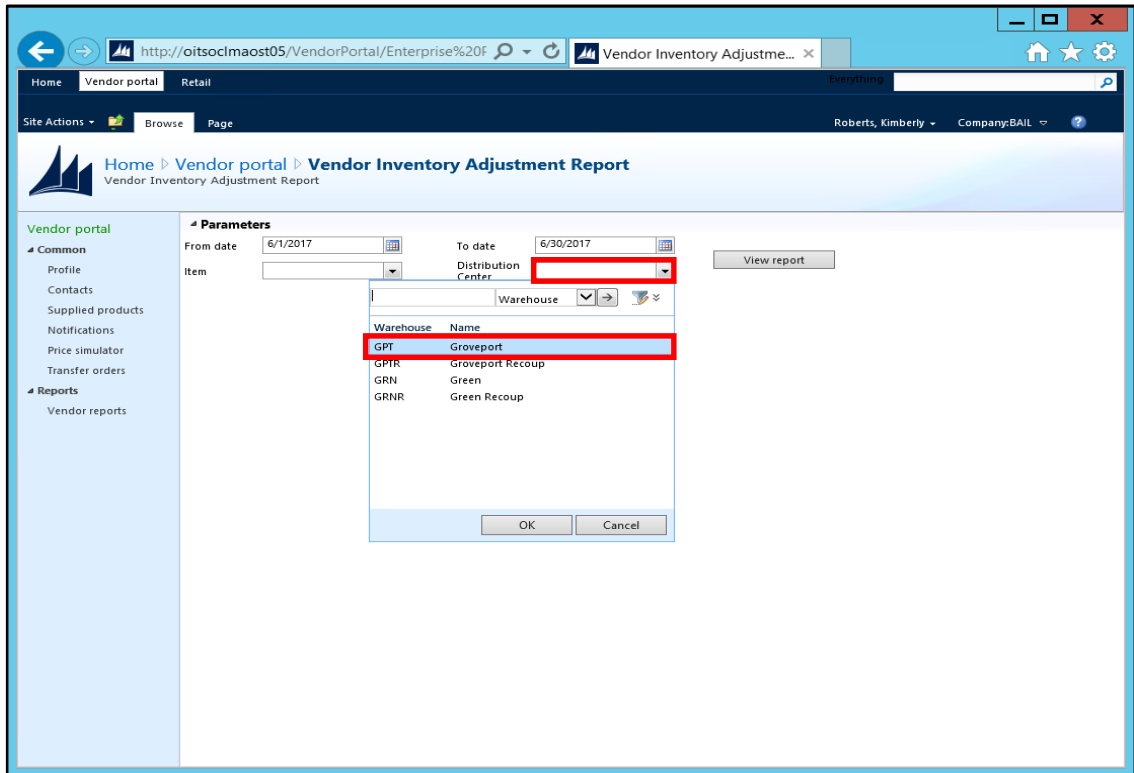 http://oitsoclmaost05/VendorPortal/Enterprise%20F
Vendor Inventory Adjustme...
Home Vendor portal Retail
Everything
Site Actions Browse Page
Roberts, Kimberly Company:BAIL
Home Vendor portal Vendor Inventory Adjustment Report
Vendor Inventory Adjustment Report
Vendor portal
Common
Profile
Contacts
Supplied products
Notifications
Price simulator
Transfer orders
Reports
Vendor reports
Parameters
From date 6/1/2017 To date 6/30/2017
Item Distribution Center
View report
Warehouse
Warehouse Name
GPT Groveport
GPTR Groveport Recoup
GRN Green
GRNR Green Recoup
OK Cancel